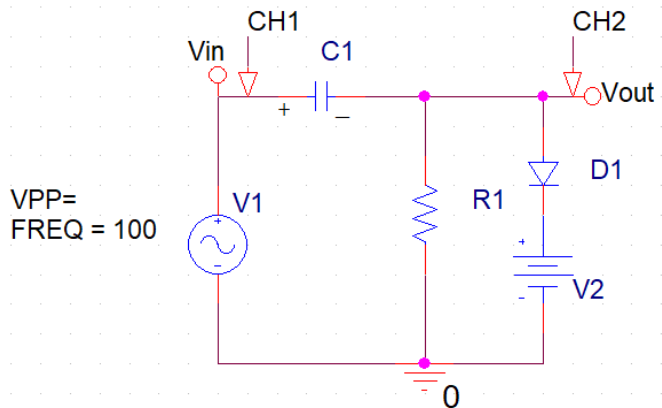 CH1
CH2
Vin
C1
Vout
+
–
D1
VPP=
V1
R1
FREQ = 100
+
-
+
-
V2
0